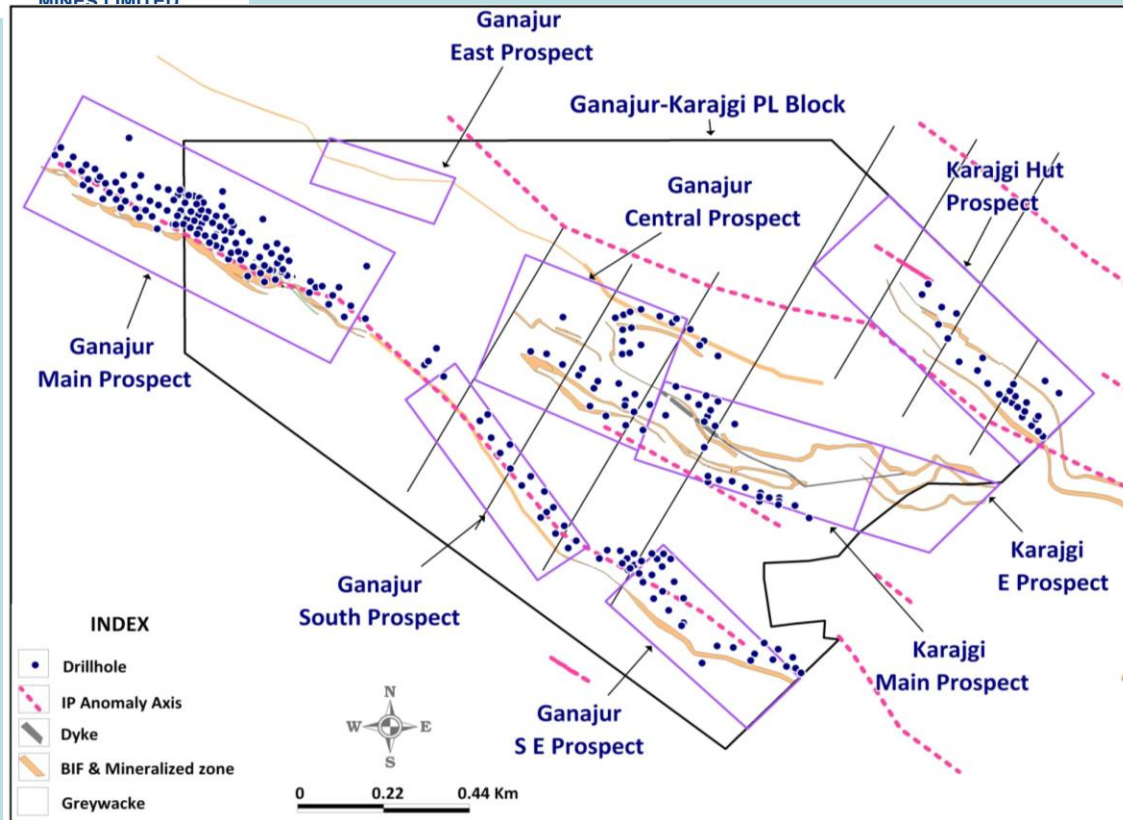 MINES LIMITED
Ganajur
East Prospect
Ganajur-Karajgi PL Block
Karajgi Hut
Prospect
Ganajur
Central Prospect
Ganajur
Main Prospect
Ganajur
South Prospect
Karajgi
E Prospect
Karajgi
Main Prospect
Ganajur
S E Prospect
INDEX
Drillhole
IP Anomaly Axis
Dyke
BIF & Mineralized zone
Greywacke
N
W E
S
0 0.22 0.44 Km